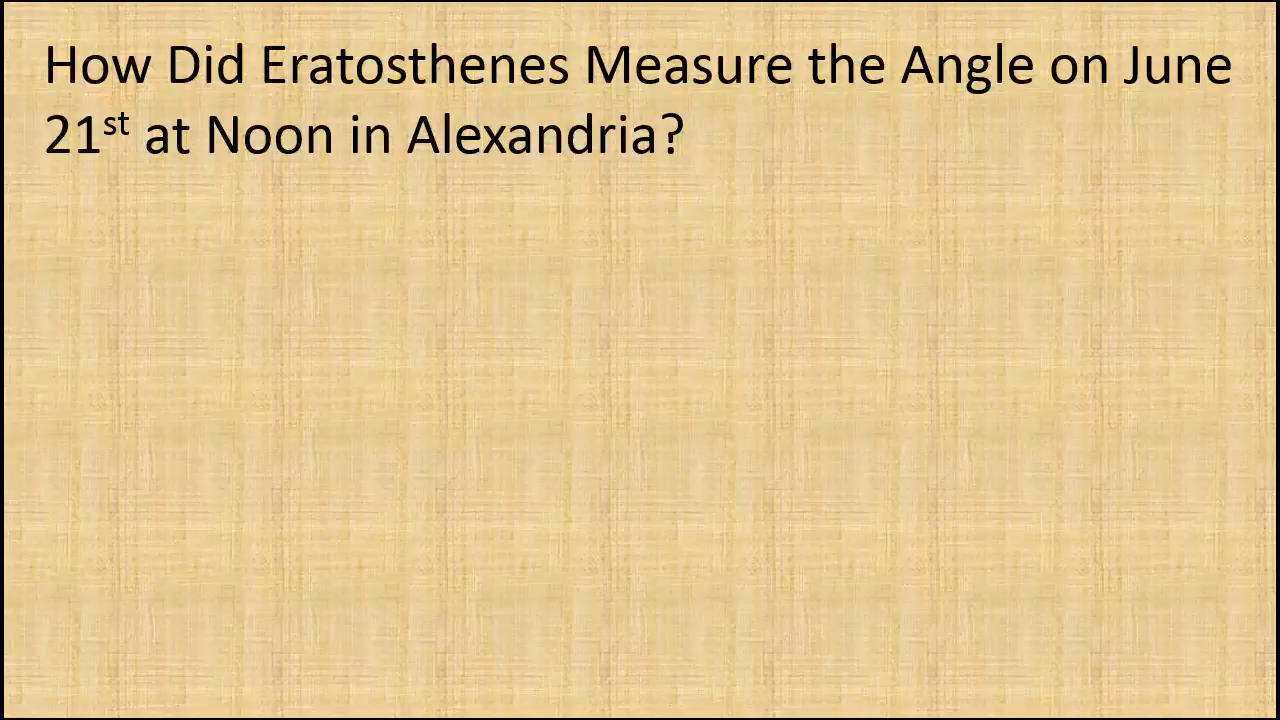 How Did Eratosthenes Measure the Angle on June
21st at Noon in Alexandria?